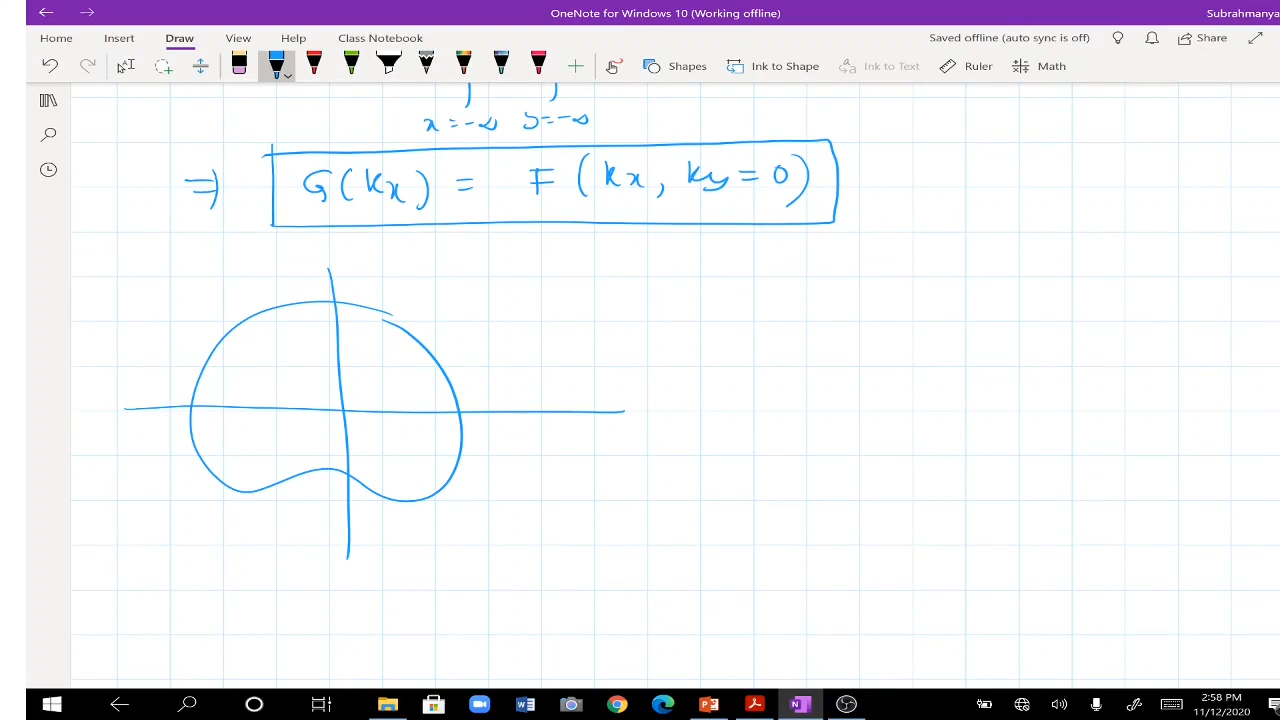 OneNote for Windows 10 (Working offline)
Subrahmanya
Home Insert Draw View Help Class Notebook
Saved offline (auto sync is off) Share
Shapes Ink to Shape Ink to Text Ruler Math
x = -∞ y = -∞
⇒ G(kx) = F(kx, ky = 0)
2:58 PM
11/12/2020